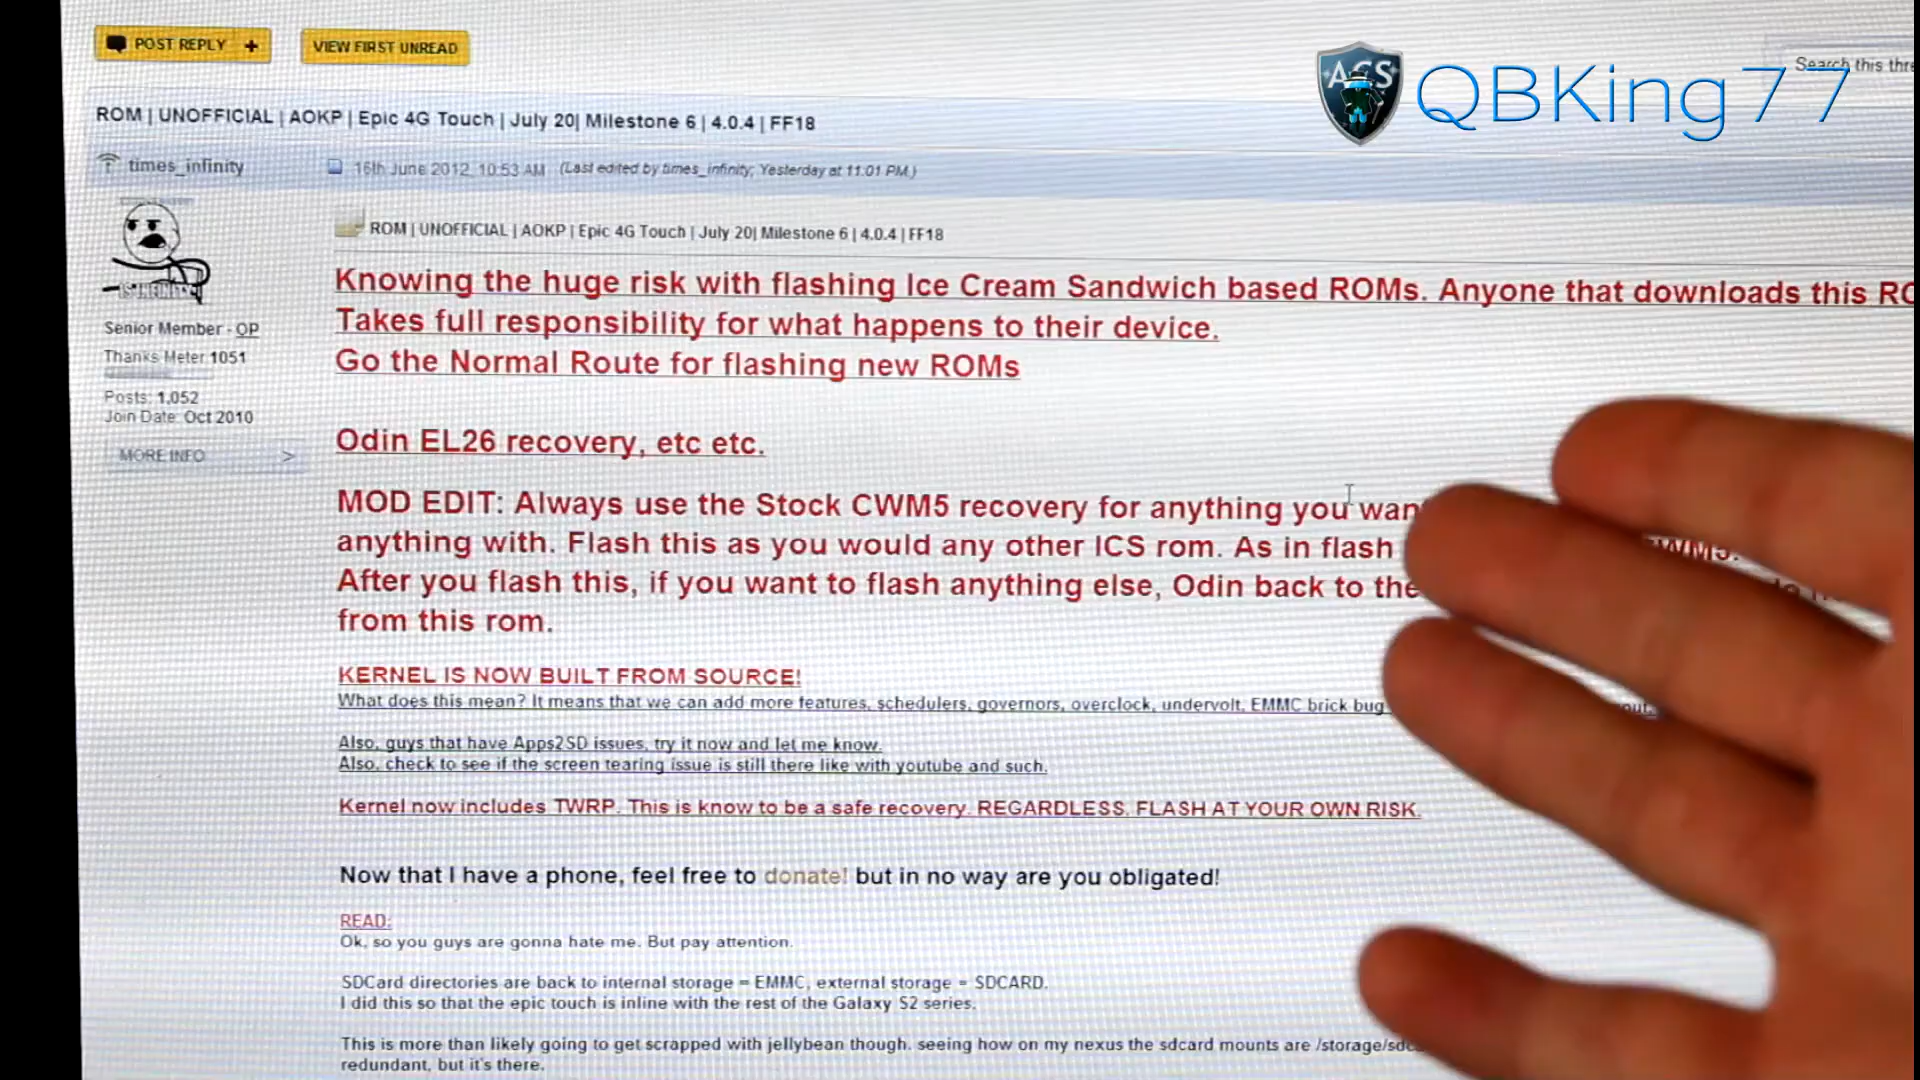 POST REPLY +
VIEW FIRST UNREAD
Search this thre
ACS
QBKing77
ROM | UNOFFICIAL | AOKP | Epic 4G Touch | July 20| Milestone 6 | 4.0.4 | FF18
times_infinity
16th June 2012, 10:53 AM (Last edited by times_infinity; Yesterday at 11:01 PM.)
ROM | UNOFFICIAL | AOKP | Epic 4G Touch | July 20| Milestone 6 | 4.0.4 | FF18
Senior Member - OP
Thanks Meter 1051
Posts: 1,052
Join Date: Oct 2010
MORE INFO >
Knowing the huge risk with flashing Ice Cream Sandwich based ROMs. Anyone that downloads this RO
Takes full responsibility for what happens to their device.
Go the Normal Route for flashing new ROMs
Odin EL26 recovery, etc etc.
MOD EDIT: Always use the Stock CWM5 recovery for anything you wan
anything with. Flash this as you would any other ICS rom. As in flash CWM5.
After you flash this, if you want to flash anything else, Odin back to the
from this rom.
KERNEL IS NOW BUILT FROM SOURCE!
What does this mean? It means that we can add more features, schedulers, governors, overclock, undervolt, EMMC brick bug out.
Also, guys that have Apps2SD issues, try it now and let me know.
Also, check to see if the screen tearing issue is still there like with youtube and such.
Kernel now includes TWRP. This is know to be a safe recovery. REGARDLESS. FLASH AT YOUR OWN RISK.
Now that I have a phone, feel free to donate! but in no way are you obligated!
READ:
Ok, so you guys are gonna hate me. But pay attention.
SDCard directories are back to internal storage = EMMC, external storage = SDCARD.
I did this so that the epic touch is inline with the rest of the Galaxy S2 series.
This is more than likely going to get scrapped with jellybean though. seeing how on my nexus the sdcard mounts are /storage/sdc
redundant, but it's there.